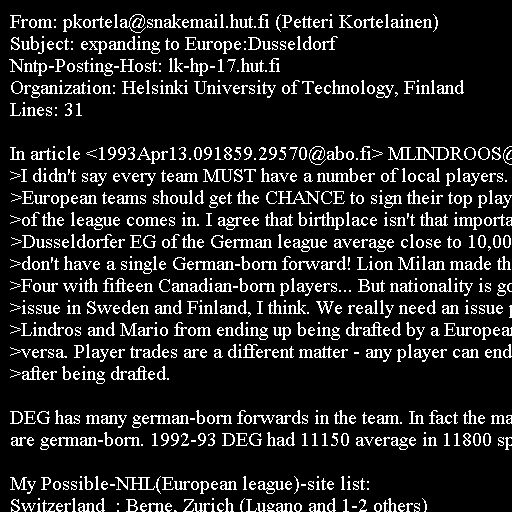 From: pkortela@snakemail.hut.fi (Petteri Kortelainen)
Subject: expanding to Europe:Dusseldorf
Nntp-Posting-Host: lk-hp-17.hut.fi
Organization: Helsinki University of Technology, Finland
Lines: 31

In article <1993Apr13.091859.29570@abo.fi> MLINDROOS@
>I didn't say every team MUST have a number of local players.
>European teams should get the CHANCE to sign their top play
>of the league comes in. I agree that birthplace isn't that importa
>Dusseldorfer EG of the German league average close to 10,00
>don't have a single German-born forward! Lion Milan made th
>Four with fifteen Canadian-born players... But nationality is go
>issue in Sweden and Finland, I think. We really need an issue p
>Lindros and Mario from ending up being drafted by a European
>versa. Player trades are a different matter - any player can end
>after being drafted.

DEG has many german-born forwards in the team. In fact the ma
are german-born. 1992-93 DEG had 11150 average in 11800 sp

My Possible-NHL(European league)-site list:
Switzerland : Berne, Zurich (Lugano and 1-2 others)